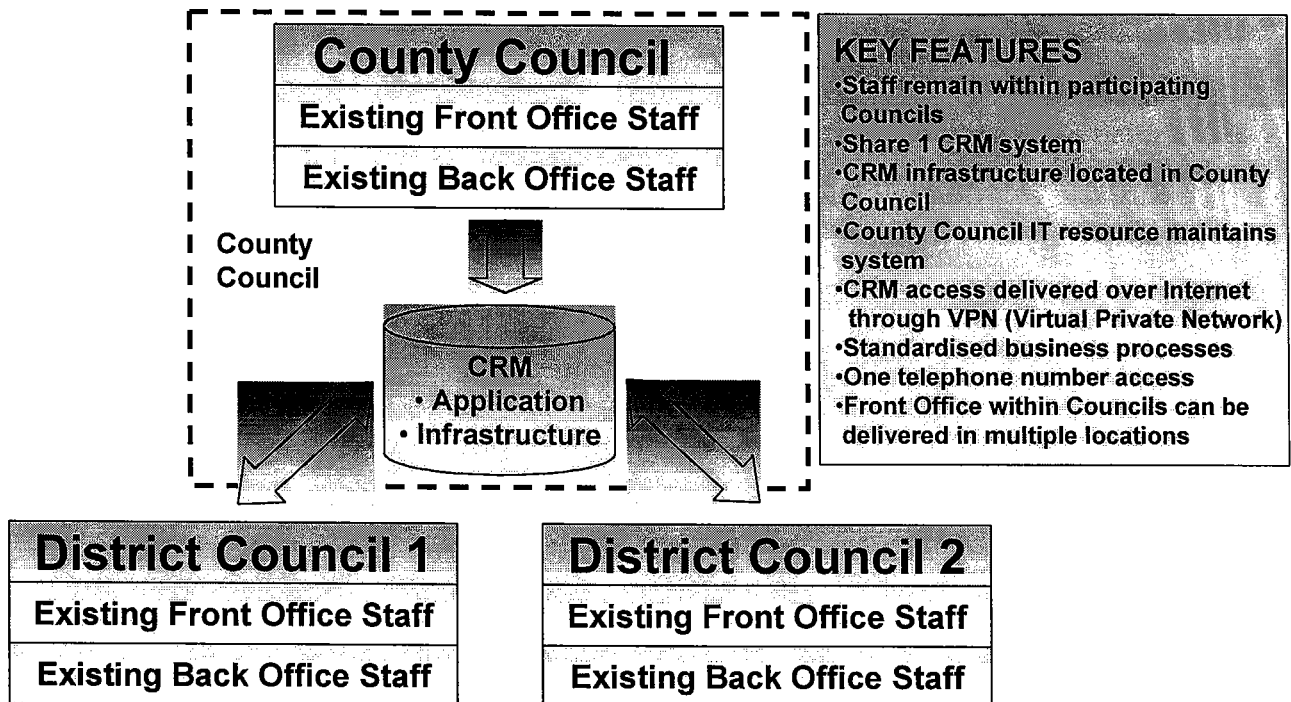 County Council
Existing Front Office Staff
Existing Back Office Staff
County
Council
CRM
• Application
• Infrastructure
KEY FEATURES
•Staff remain within participating
Councils
•Share 1 CRM system
•CRM infrastructure located in County
Council
•County Council IT resource maintains
system
•CRM access delivered over Internet
through VPN (Virtual Private Network)
•Standardised business processes
•One telephone number access
•Front Office within Councils can be
delivered in multiple locations
District Council 1
Existing Front Office Staff
Existing Back Office Staff
District Council 2
Existing Front Office Staff
Existing Back Office Staff